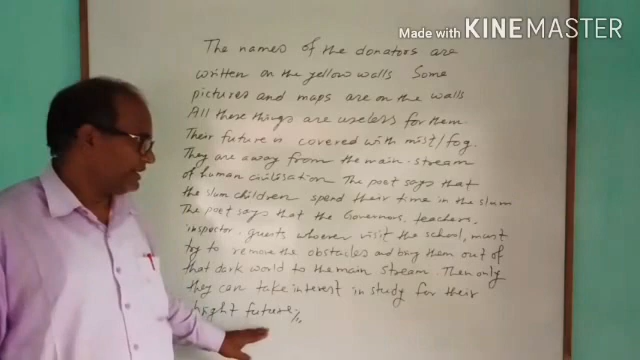 Made with KINEMASTER
The names of the donators are
written on the yellow walls Some
pictures and maps are on the walls
All these things are useless for them.
Their future is covered with mist/fog.
They are away from the main-stream
of human civilisation The poet says that
the slum children spend their time in the slum
The poet says that the Governors, teachers,
inspector, guests whoever visit the school, must
try to remove the obstacles and bring them out of
that dark world to the main stream. Then only
they can take interest in study for their
bright future